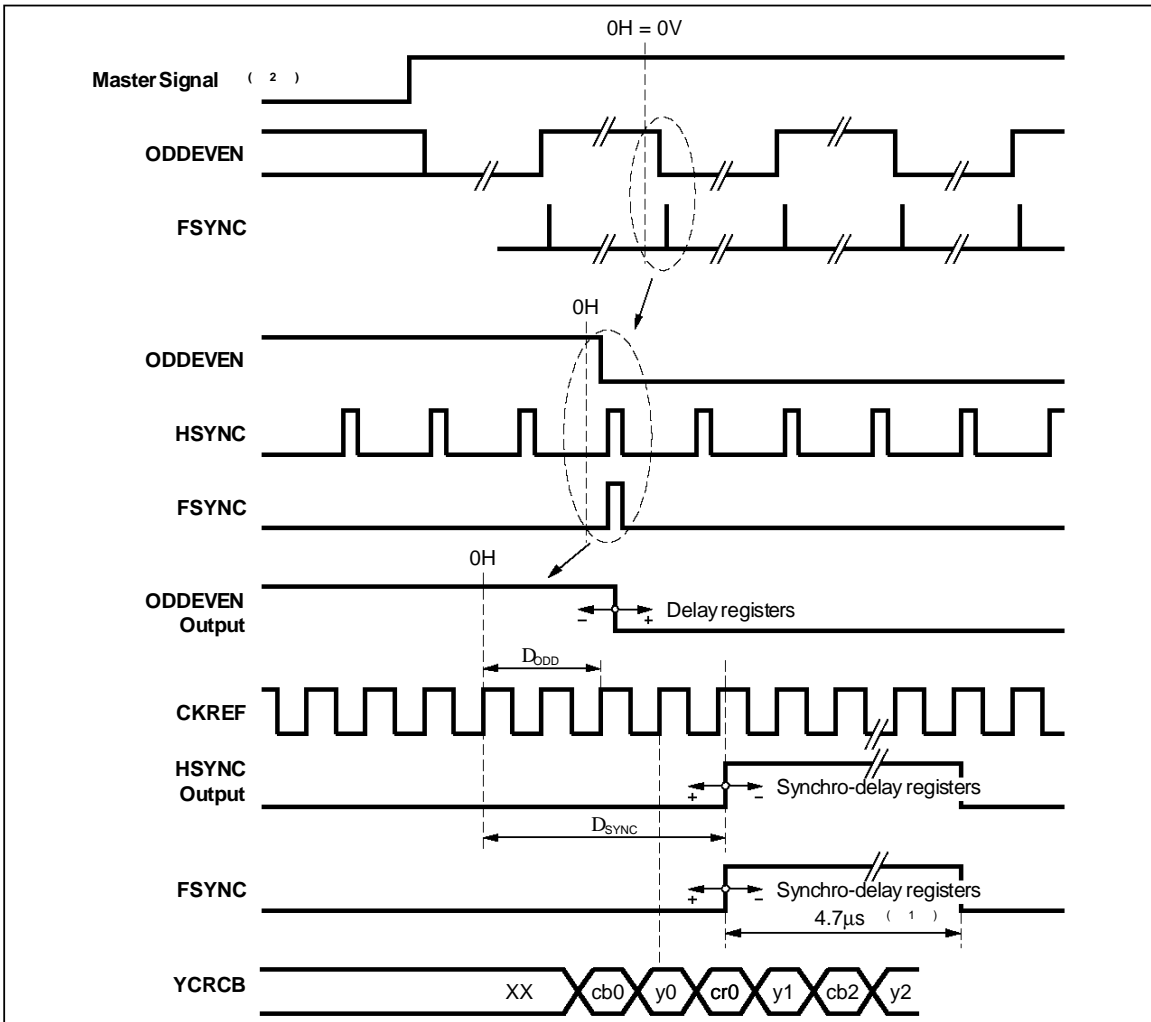 0H = 0V
Master Signal ( 2 )
ODDEVEN
FSYNC
0H
ODDEVEN
HSYNC
FSYNC
0H
ODDEVEN
Output
− + Delay registers
DODD
CKREF
HSYNC
Output
+ − Synchro-delay registers
DSYNC
FSYNC
+ − Synchro-delay registers
4.7µs ( 1 )
YCRCB XX cb0 y0 cr0 y1 cb2 y2